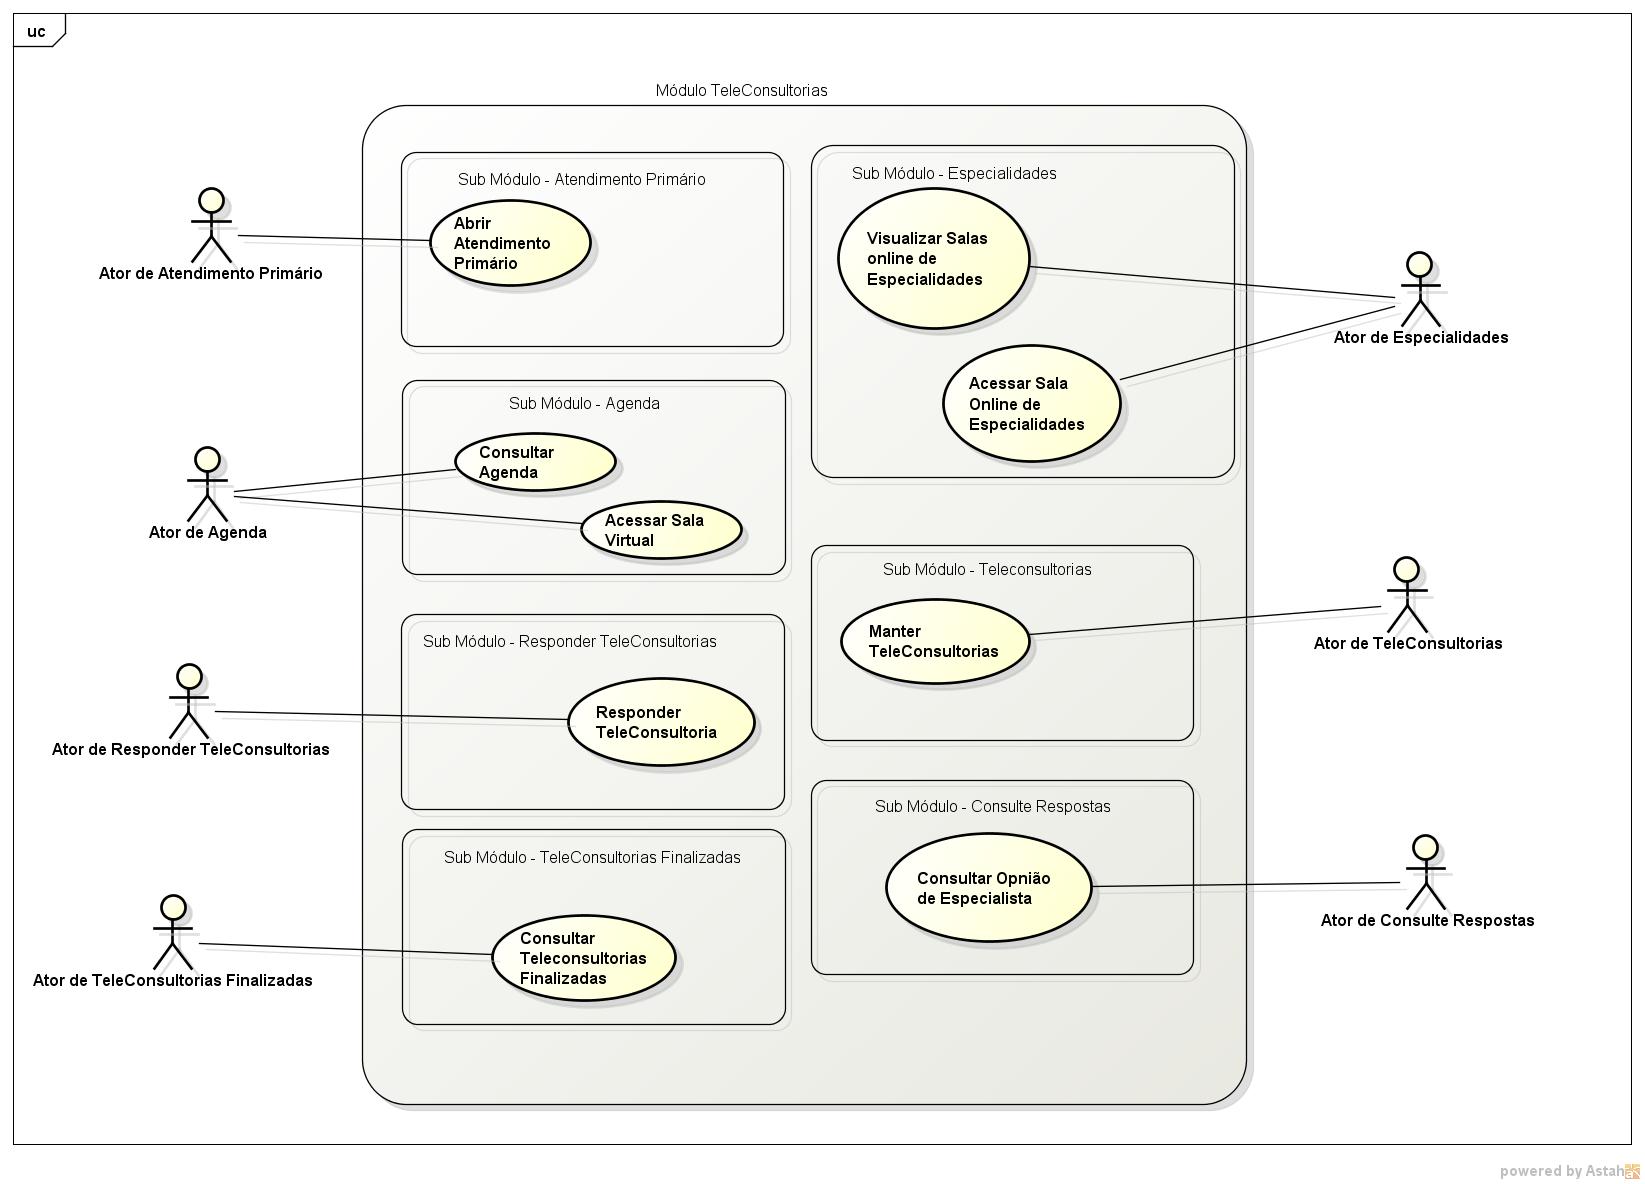 uc
Módulo TeleConsultorias
Sub Módulo - Atendimento Primário
Abrir
Atendimento
Primário
Ator de Atendimento Primário
Sub Módulo - Especialidades
Visualizar Salas
online de
Especialidades
Acessar Sala
Online de
Especialidades
Ator de Especialidades
Sub Módulo - Agenda
Consultar
Agenda
Acessar Sala
Virtual
Ator de Agenda
Sub Módulo - Teleconsultorias
Manter
TeleConsultorias
Ator de TeleConsultorias
Sub Módulo - Responder TeleConsultorias
Responder
TeleConsultoria
Ator de Responder TeleConsultorias
Sub Módulo - Consulte Respostas
Consultar Opnião
de Especialista
Ator de Consulte Respostas
Sub Módulo - TeleConsultorias Finalizadas
Consultar
Teleconsultorias
Finalizadas
Ator de TeleConsultorias Finalizadas
powered by Astah